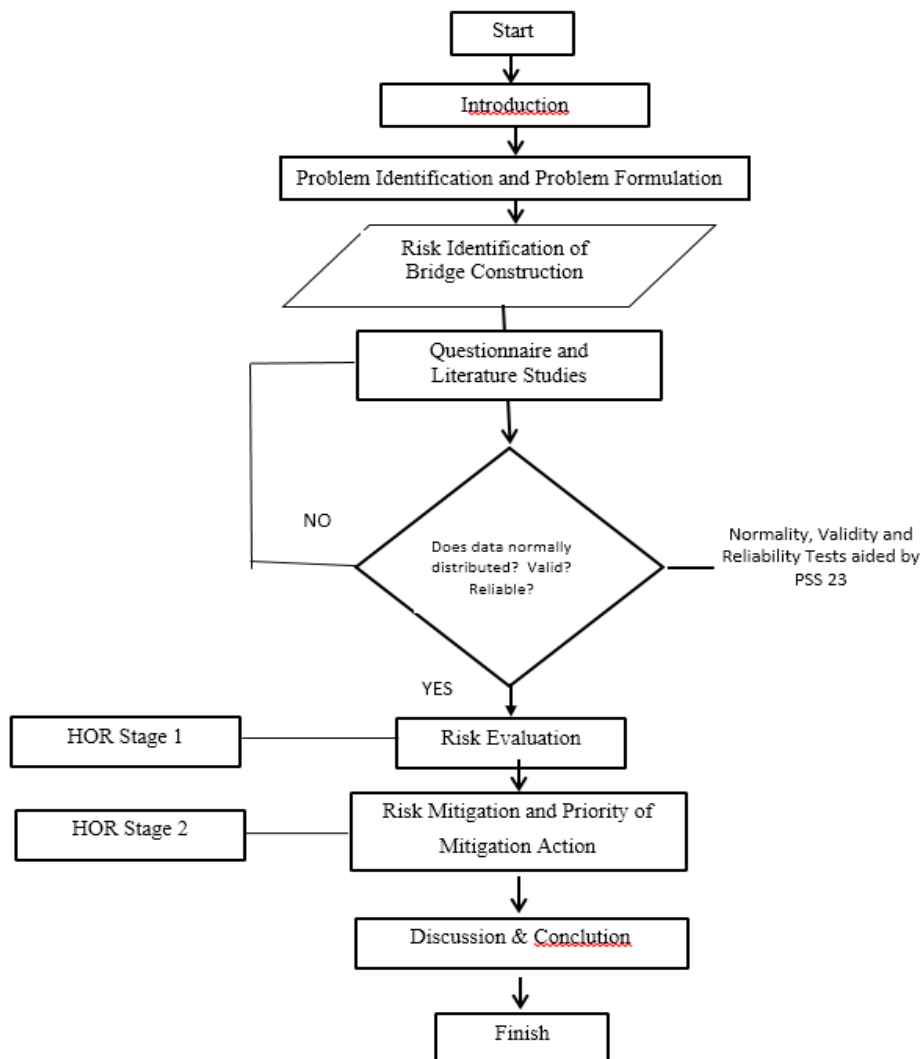 Start
Introduction
Problem Identification and Problem Formulation
Risk Identification of
Bridge Construction
Questionnaire and
Literature Studies
NO
Does data normally
distributed? Valid?
Reliable?
Normality, Validity and
Reliability Tests aided by
PSS 23
YES
HOR Stage 1
Risk Evaluation
HOR Stage 2
Risk Mitigation and Priority of
Mitigation Action
Discussion & Conclution
Finish